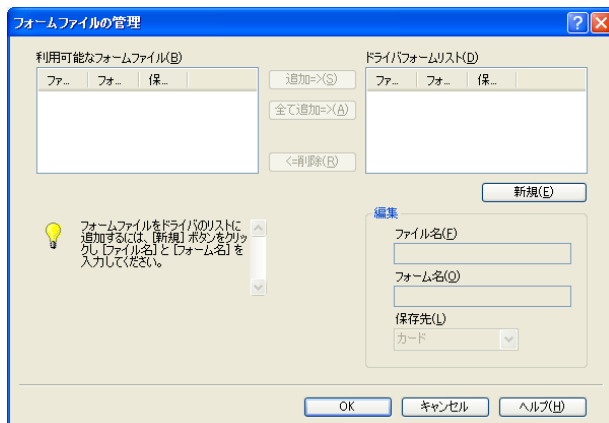 フォームファイルの管理
利用可能なフォームファイル(B)
ファ... フォ... 保...
追加=>(S)
全て追加=>(A)
<=削除(R)
ドライバフォームリスト(D)
ファ... フォ... 保...
新規(E)
フォームファイルをドライバのリストに
追加するには、[新規] ボタンをクリッ
クし [ファイル名] と [フォーム名] を
入力してください。
編集
ファイル名(F)
フォーム名(O)
保存先(L)
カード
OK
キャンセル
ヘルプ(H)